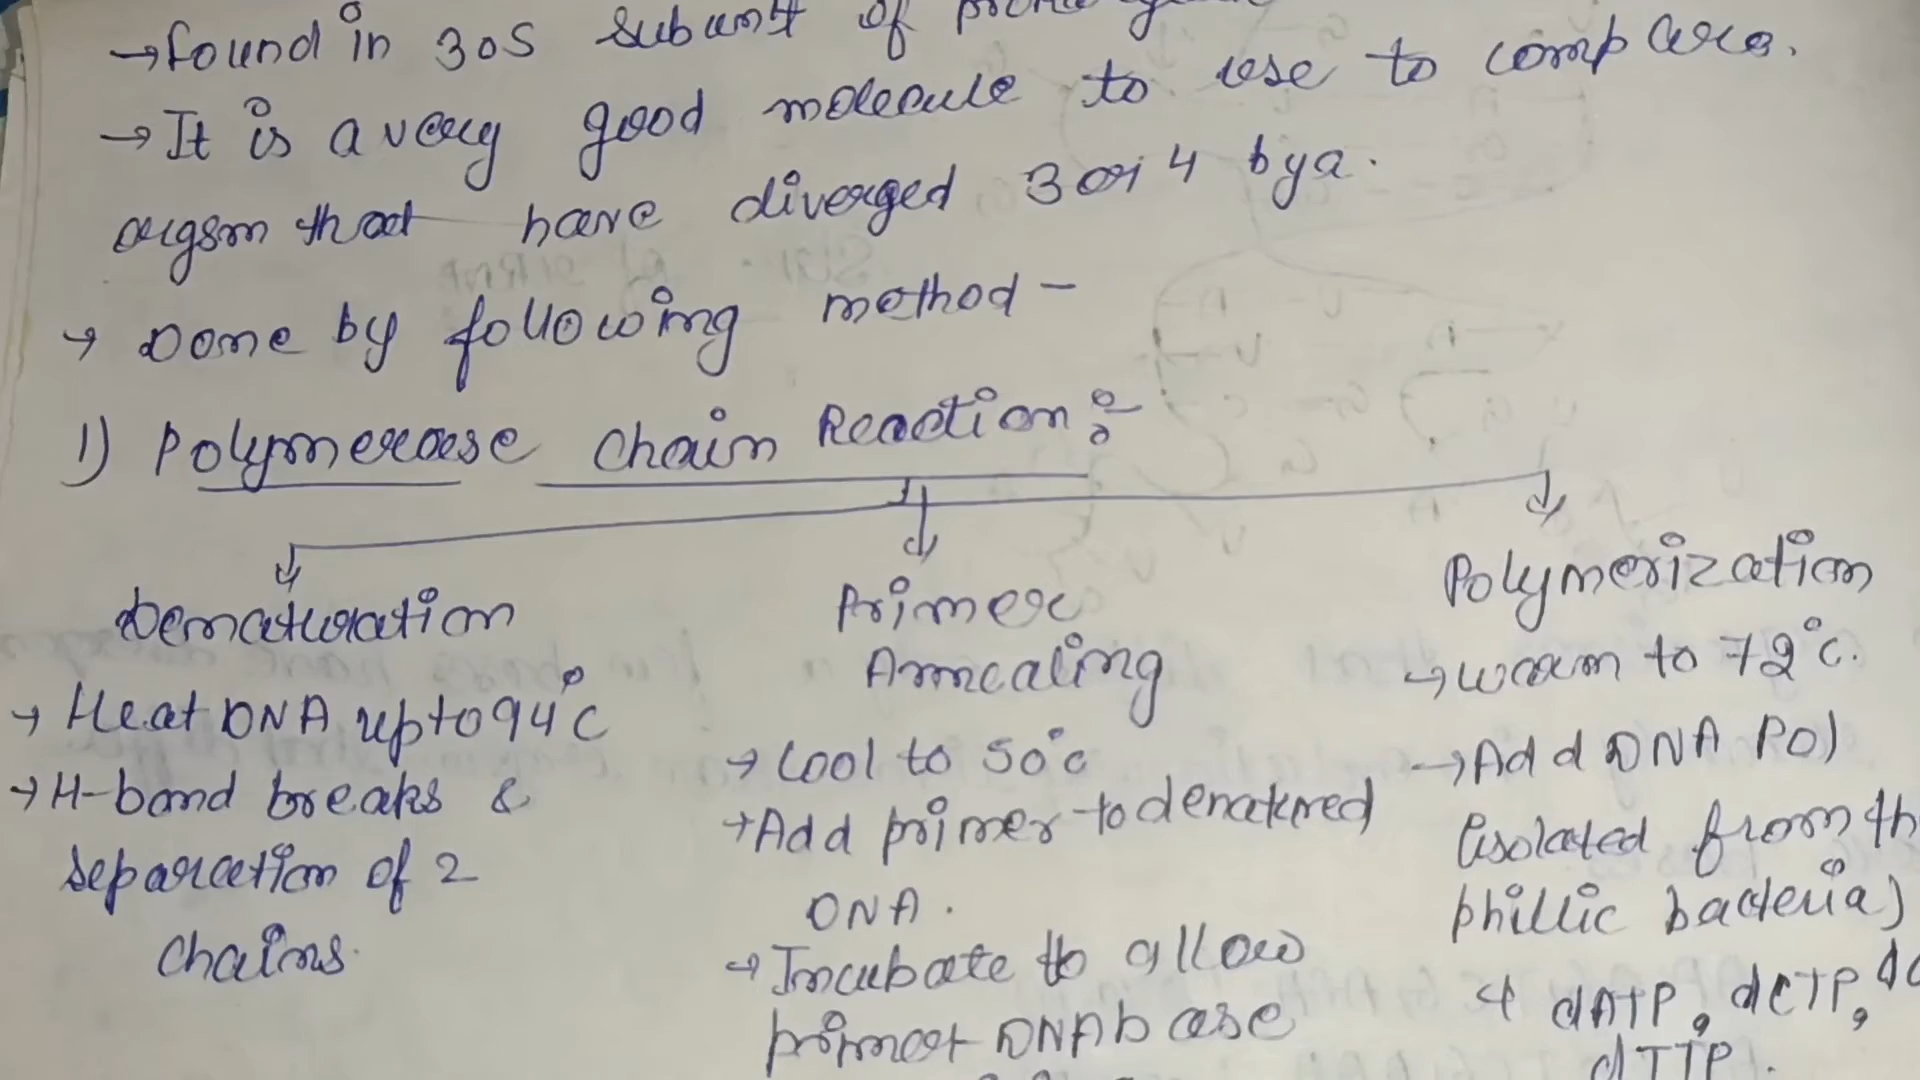 → found in 30S subunit of
→ It is a very good molecule to use to compare.
orgsm that have diverged 3 or 4 bya.
→ Done by following method -
1) Polymerase Chain Reaction :-
Denaturation
→ Heat DNA upto 94°C
→ H-bond breaks &
separation of 2
chains.
Primer
Annealing
→ Cool to 50°C
→ Add primer to denatured
DNA.
→ Incubate to allow
primer DNA base
Polymerization
→ warm to 72°C.
→ Add DNA Pol
(isolated from th
phillic bacteria)
dATP, dCTP, dG
dTTP.